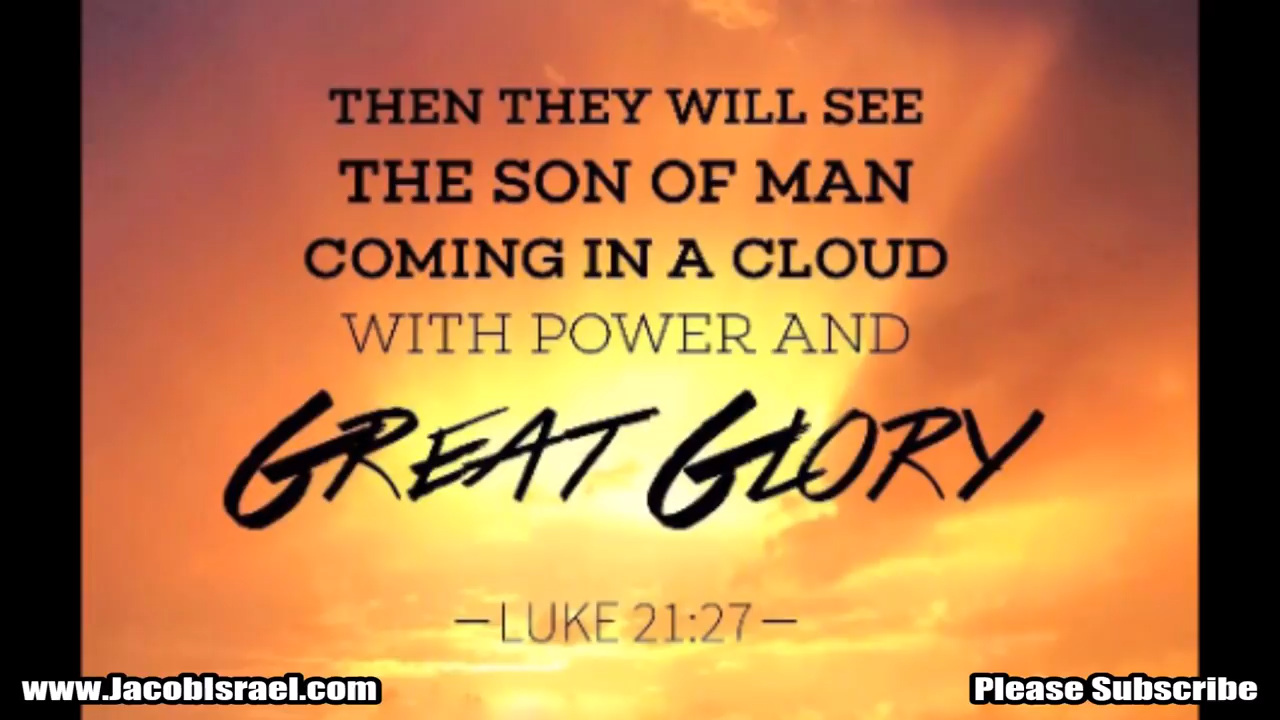 THEN THEY WILL SEE
THE SON OF MAN
COMING IN A CLOUD
WITH POWER AND
GREAT GLORY
—LUKE 21:27—
www.JacobIsrael.com
Please Subscribe